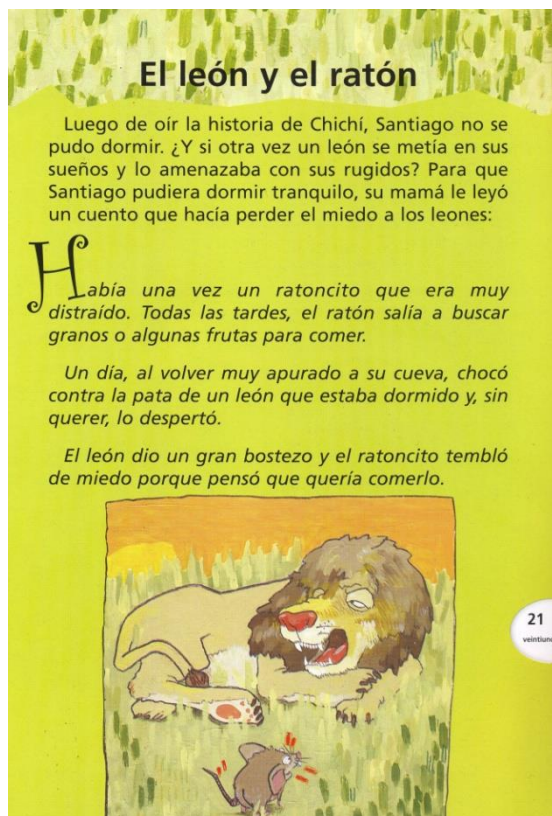 El león y el ratón
Luego de oír la historia de Chichí, Santiago no se
pudo dormir. ¿Y si otra vez un león se metía en sus
sueños y lo amenazaba con sus rugidos? Para que
Santiago pudiera dormir tranquilo, su mamá le leyó
un cuento que hacía perder el miedo a los leones:
Había una vez un ratoncito que era muy
distraído. Todas las tardes, el ratón salía a buscar
granos o algunas frutas para comer.
Un día, al volver muy apurado a su cueva, chocó
contra la pata de un león que estaba dormido y, sin
querer, lo despertó.
El león dio un gran bostezo y el ratoncito tembló
de miedo porque pensó que quería comerlo.
21